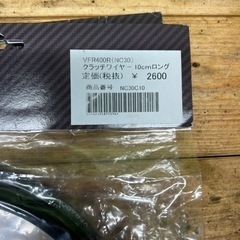 VFR400R(NC30)
クラッチワイヤー 10cmロング
定価(税抜) ¥ 2600
商品番号 NC30C10